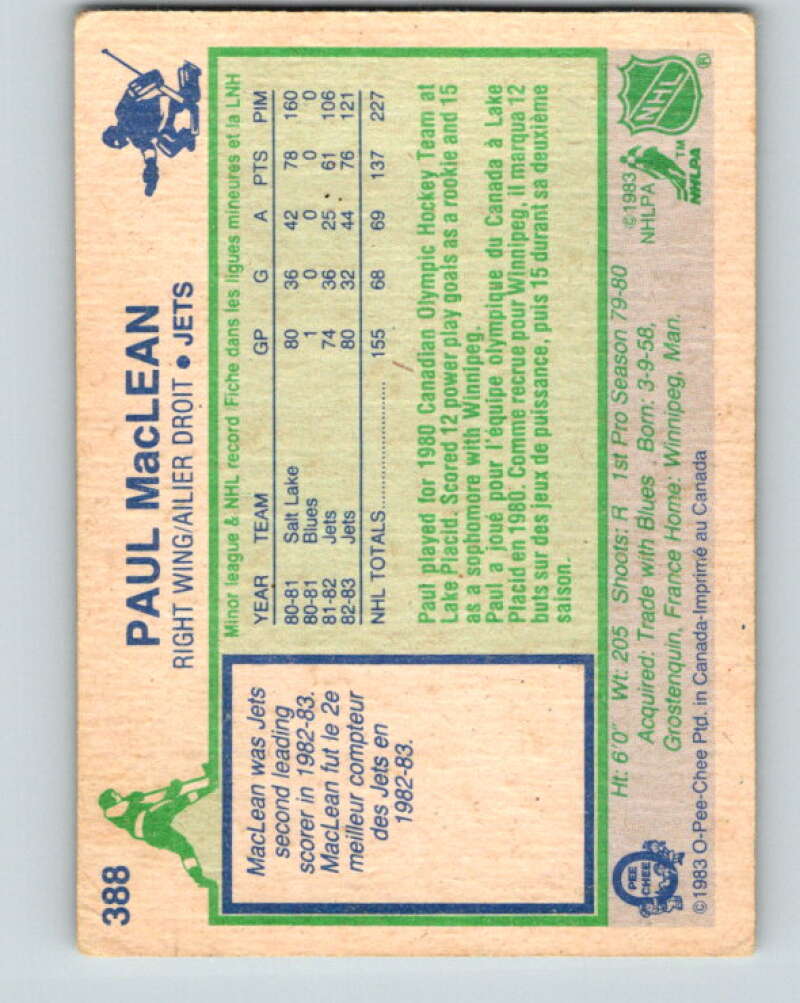 388
PAUL MacLEAN
RIGHT WING/AILIER DROIT • JETS
MacLean was Jets
second leading
scorer in 1982-83.
MacLean fut le 2e
meilleur compteur
des Jets en
1982-83.
Minor league & NHL record Fiche dans les ligues mineures et la LNH
YEAR TEAM GP G A PTS PIM
80-81 Salt Lake 80 36 42 78 160
80-81 Blues 1 0 0 0 0
81-82 Jets 74 36 25 61 106
82-83 Jets 80 32 44 76 121
NHL TOTALS............... 155 68 69 137 227
Paul played for 1980 Canadian Olympic Hockey Team at
Lake Placid. Scored 12 power play goals as a rookie and 15
as a sophomore with Winnipeg.
Paul a joué pour l'équipe olympique du Canada à Lake
Placid en 1980. Comme recrue pour Winnipeg, il marqua 12
buts sur des jeux de puissance, puis 15 durant sa deuxième
saison.
Ht: 6'0" Wt: 205 Shoots: R 1st Pro Season 79-80
Acquired: Trade with Blues Born: 3-9-58,
Grostenquin, France Home: Winnipeg, Man.
©1983 O-Pee-Chee Ptd. in Canada-Imprimé au Canada
O PEE CHEE
©1983
NHLPA
NHLPA TM
NHL ®